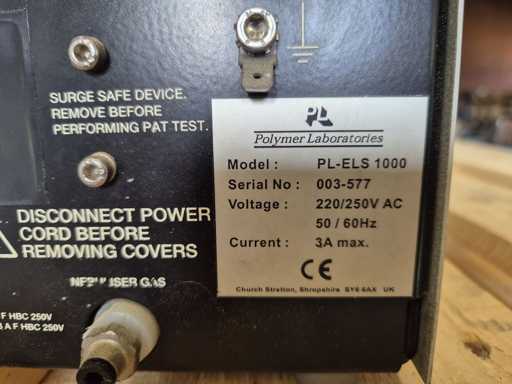 SURGE SAFE DEVICE.
REMOVE BEFORE
PERFORMING PAT TEST.
PL
Polymer Laboratories
Model : PL-ELS 1000
Serial No : 003-577
Voltage : 220/250V AC
50 / 60Hz
Current : 3A max.
CE
Church Stretton, Shropshire SY6 6AX UK
DISCONNECT POWER
CORD BEFORE
REMOVING COVERS
GAS
F HBC 250V
A F HBC 250V